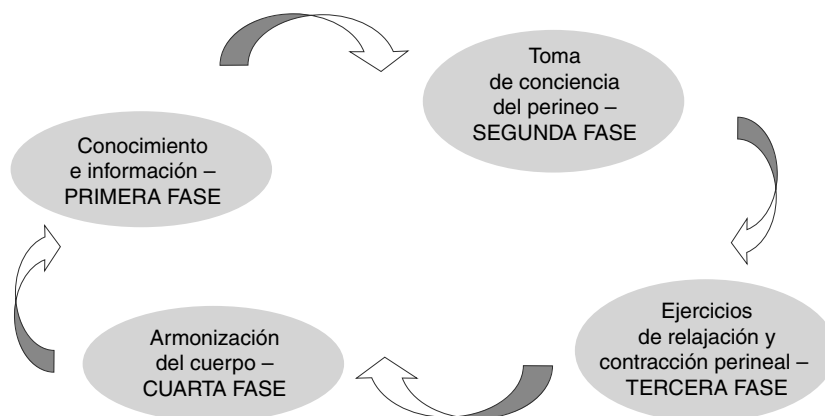 Conocimiento
e información –
PRIMERA FASE
Toma
de conciencia
del perineo –
SEGUNDA FASE
Ejercicios
de relajación y
contracción perineal –
TERCERA FASE
Armonización
del cuerpo –
CUARTA FASE